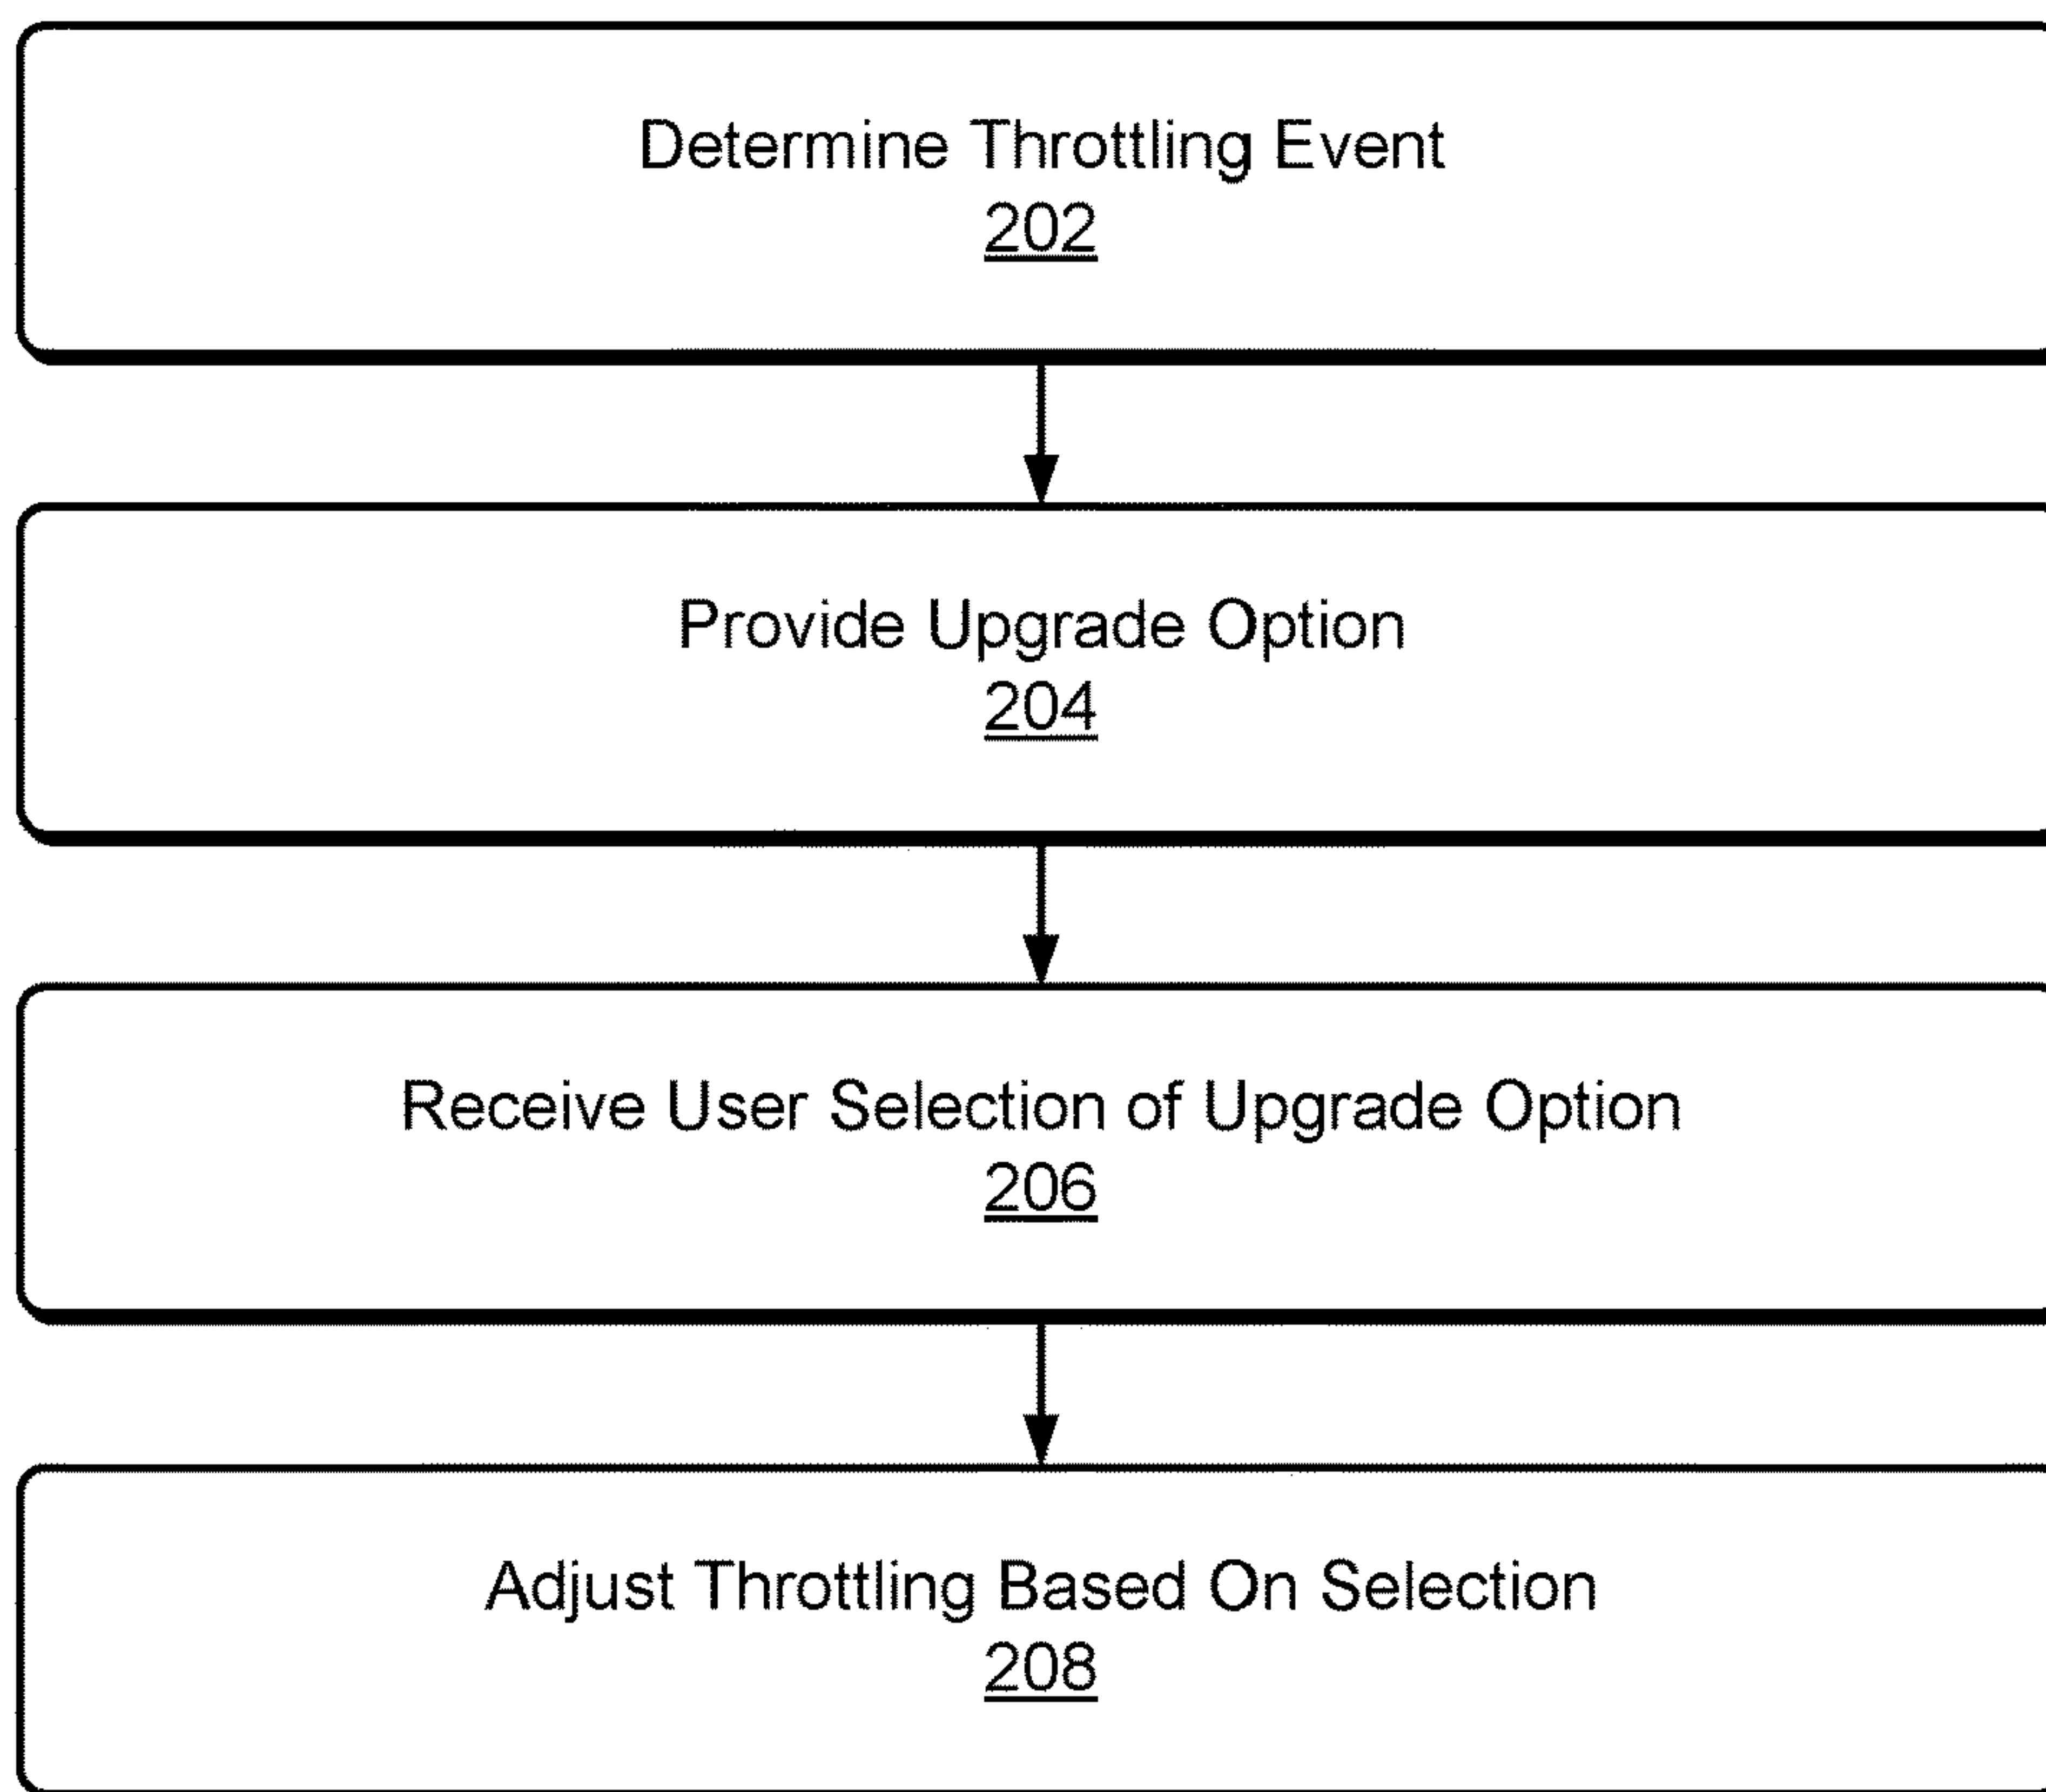 Determine Throttling Event
202
Provide Upgrade Option
204
Receive User Selection of Upgrade Option
206
Adjust Throttling Based On Selection
208